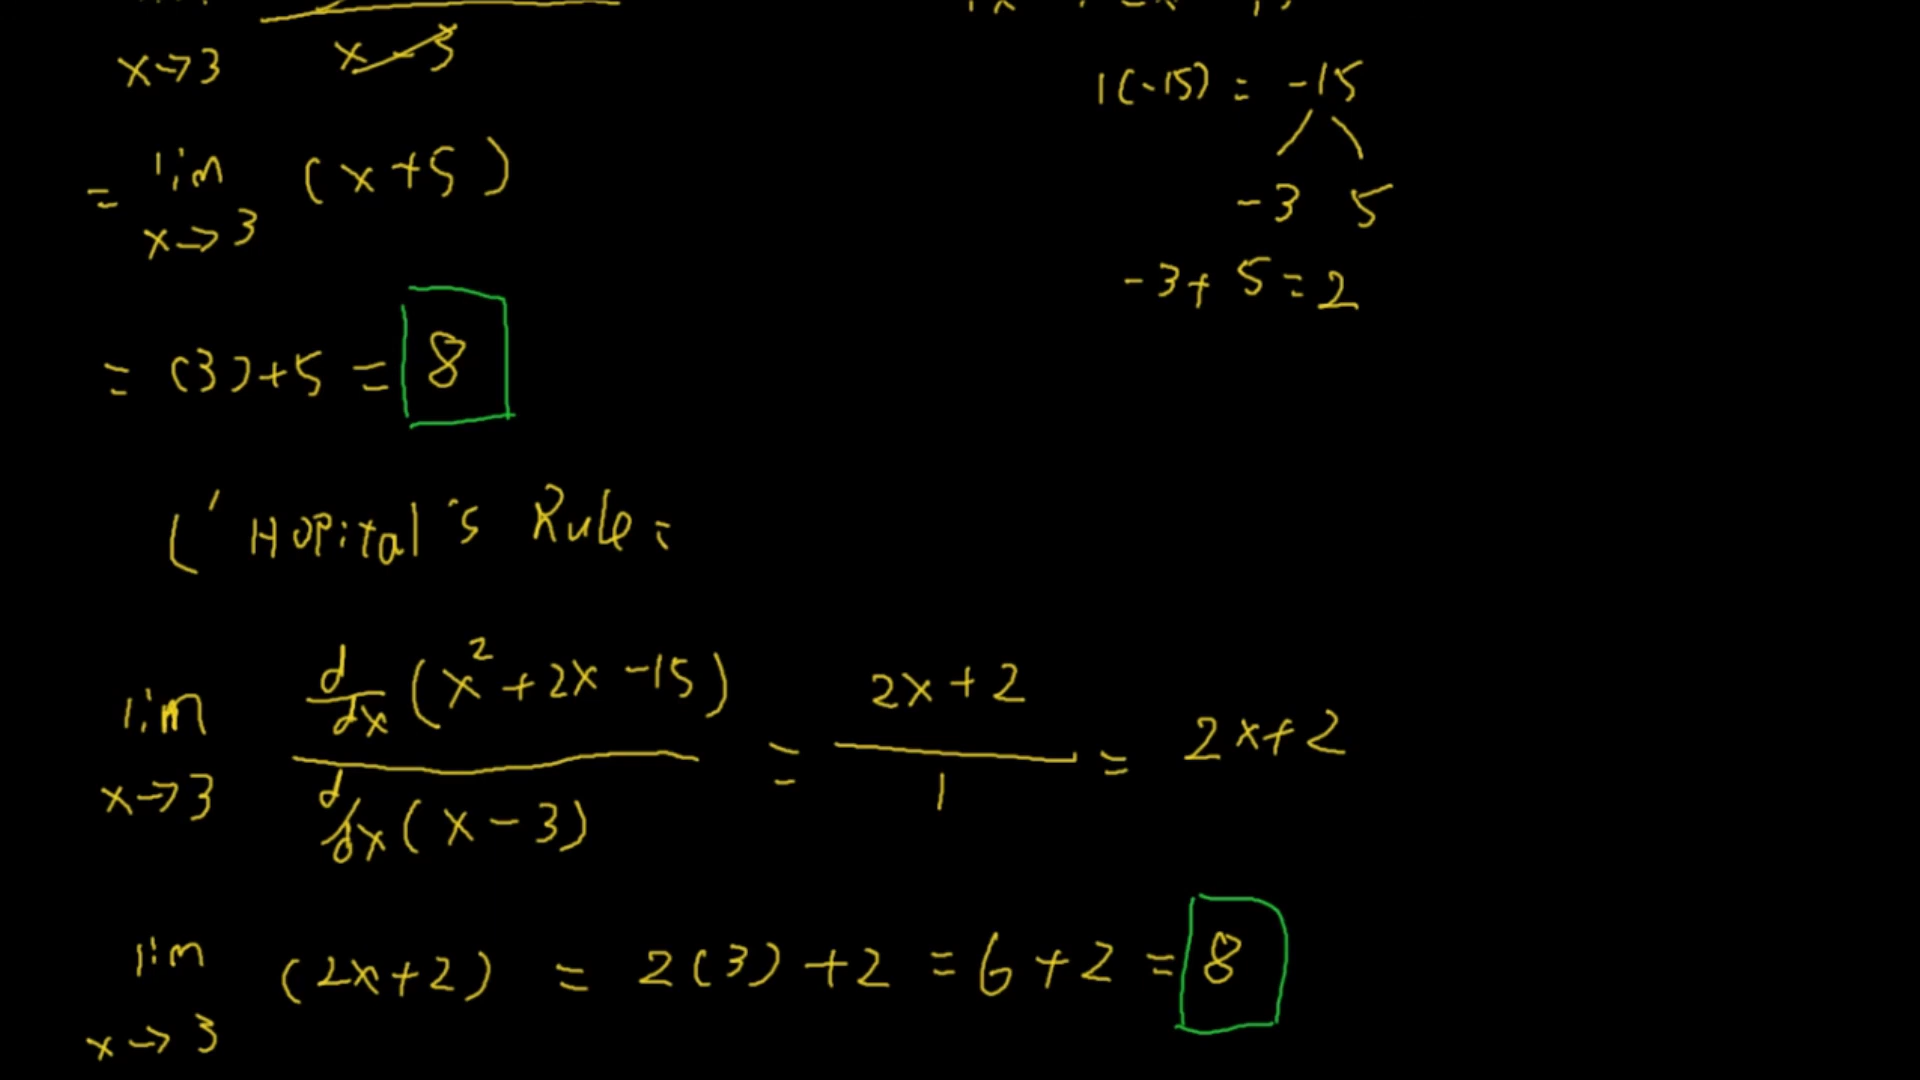 x→3 x-3
= lim (x+5)
x→3
= (3)+5 = 8
1(-15) = -15
-3 5
-3+5=2
L'Hopital's Rule:
lim d/dx (x²+2x-15) / d/dx (x-3) = 2x+2 / 1 = 2x+2
x→3
lim (2x+2) = 2(3)+2 = 6+2 = 8
x→3